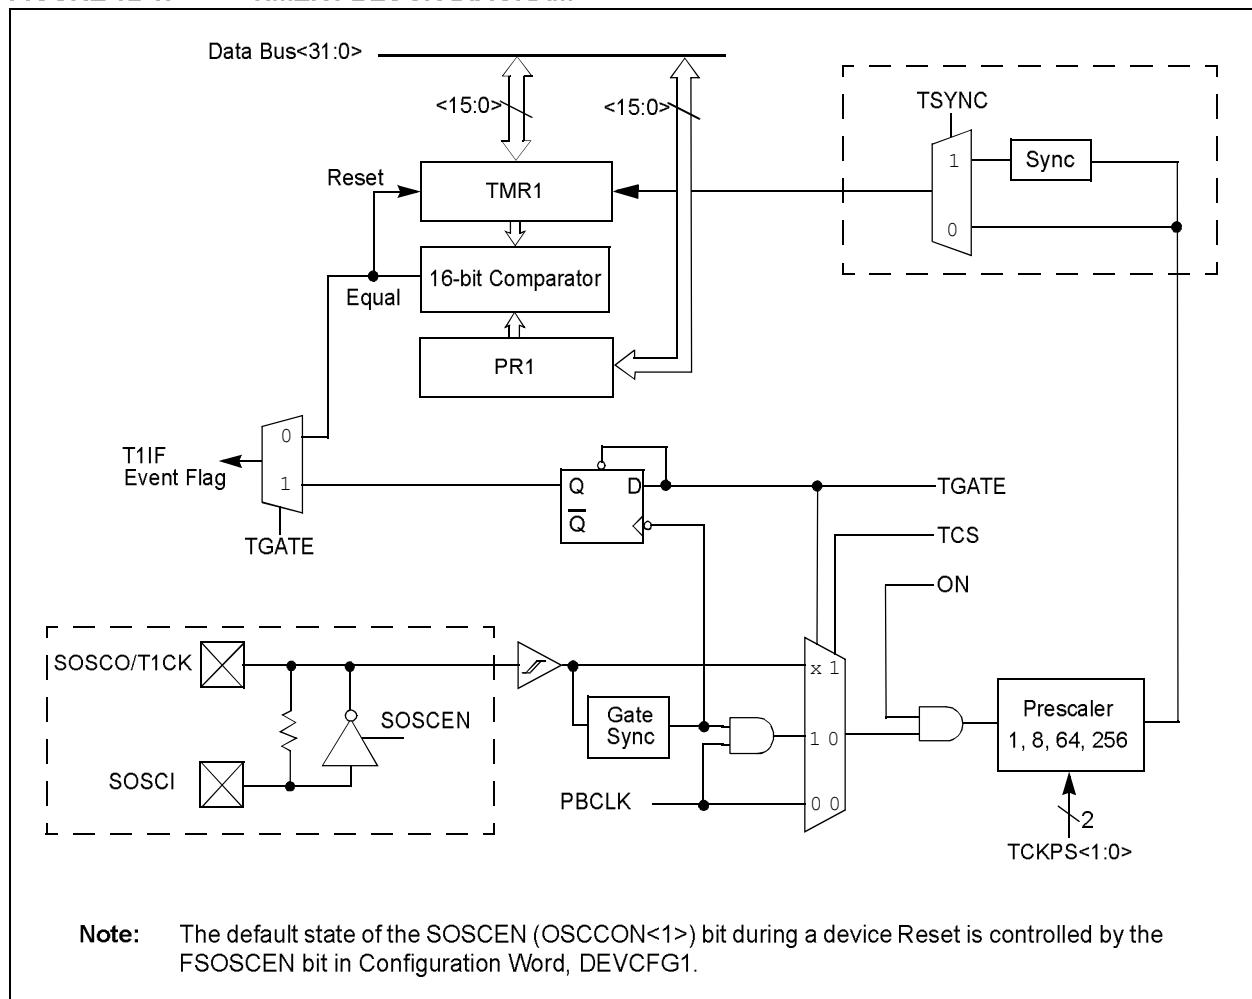 Data Bus<31:0>
<15:0>
<15:0>
TSYNC
1
Sync
Reset
TMR1
0
16-bit Comparator
Equal
PR1
0
T1IF
Event Flag
1
Q
D
TGATE
Q
TGATE
TCS
ON
SOSCO/T1CK
x 1
SOSCEN
Gate
Sync
Prescaler
1, 8, 64, 256
1 0
SOSCI
PBCLK
0 0
2
TCKPS<1:0>
Note: The default state of the SOSCEN (OSCCON<1>) bit during a device Reset is controlled by the
FSOSCEN bit in Configuration Word, DEVCFG1.